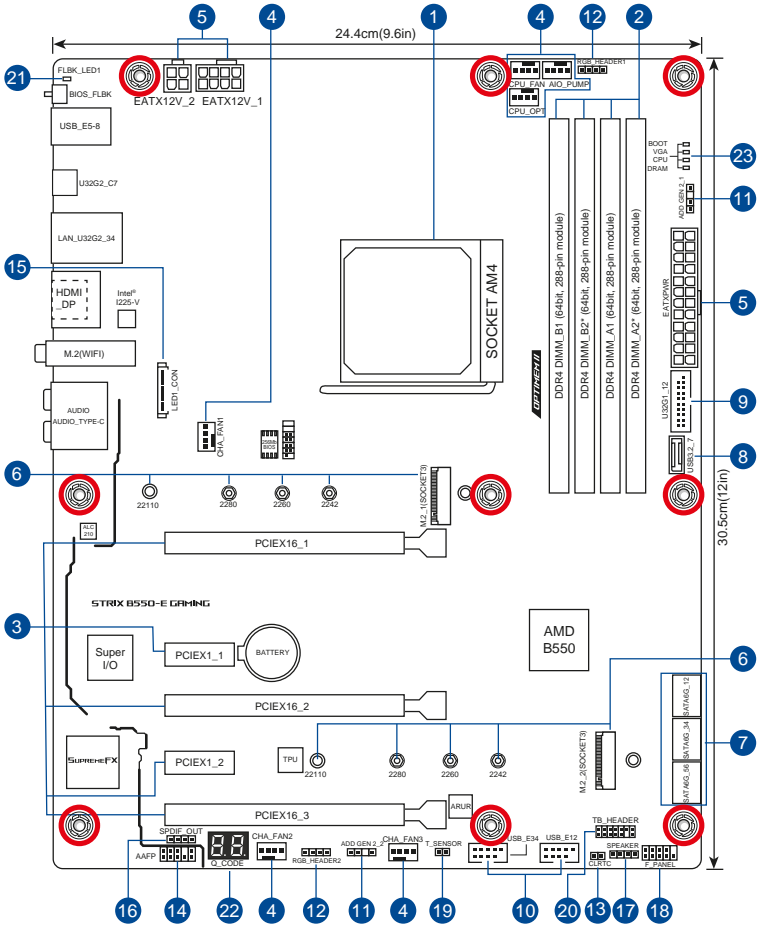 5
4
1
4
12
2
24.4cm(9.6in)
21
FLBK_LED1
BIOS_FLBK
EATX12V_2
EATX12V_1
CPU_FAN
AIO_PUMP
RGB_HEADER1
CPU_OPT
USB_E5-8
BOOT
VGA
CPU
DRAM
23
U32G2_C7
ADD GEN 2_1
11
LAN_U32G2_34
15
HDMI
_DP
Intel®
I225-V
SOCKET AM4
DDR4 DIMM_B1 (64bit, 288-pin module)
DDR4 DIMM_B2* (64bit, 288-pin module)
DDR4 DIMM_A1 (64bit, 288-pin module)
DDR4 DIMM_A2* (64bit, 288-pin module)
EATXPWR
5
M.2(WIFI)
LED1_CON
OPTIMEM II
U32G1_12
9
AUDIO
AUDIO_TYPE-C
CHA_FAN1
256Mb
BIOS
USB3.2_7
8
6
22110
2280
2260
2242
M.2_1(SOCKET3)
30.5cm(12in)
ALC
210
PCIEX16_1
STRIX B550-E GAMING
3
Super
I/O
PCIEX1_1
BATTERY
AMD
B550
6
PCIEX16_2
SATA6G_12
SATA6G_34
SATA6G_56
7
SUPREMEFX
PCIEX1_2
TPU
22110
2280
2260
2242
M.2_2(SOCKET3)
PCIEX16_3
ARUR
SPDIF_OUT
AAFP
Q_CODE
CHA_FAN2
RGB_HEADER2
ADD GEN 2_2
CHA_FAN3
T_SENSOR
USB_E34
USB_E12
TB_HEADER
CLRTC
SPEAKER
F_PANEL
16
14
22
4
12
11
4
19
10
20
13
17
18